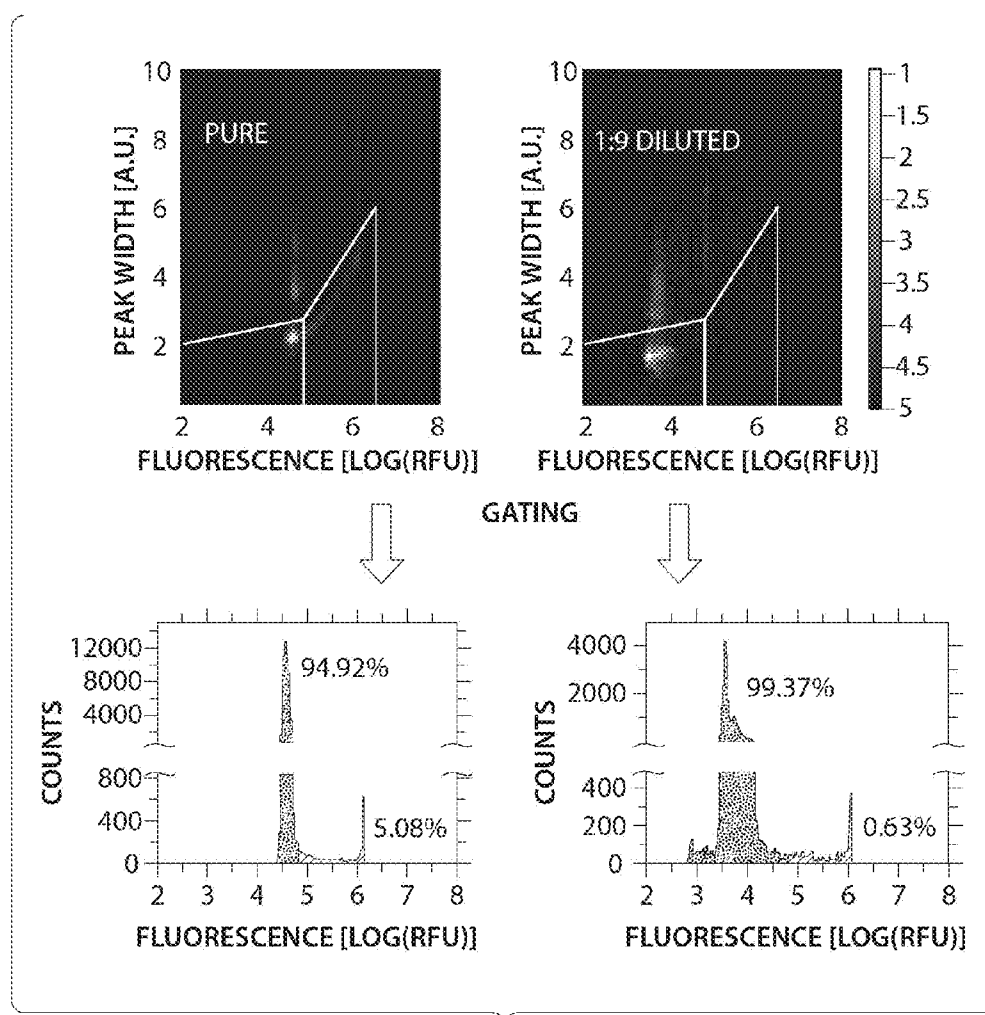 10
8
6
4
2
PEAK WIDTH [A.U.]
PURE
2 4 6 8
FLUORESCENCE [LOG(RFU)]
10
8
6
4
2
PEAK WIDTH [A.U.]
1:9 DILUTED
2 4 6 8
FLUORESCENCE [LOG(RFU)]
1
1.5
2
2.5
3
3.5
4
4.5
5
GATING
12000
8000
4000
800
400
0
COUNTS
94.92%
5.08%
2 3 4 5 6 7 8
FLUORESCENCE [LOG(RFU)]
4000
2000
400
200
0
COUNTS
99.37%
0.63%
2 3 4 5 6 7 8
FLUORESCENCE [LOG(RFU)]